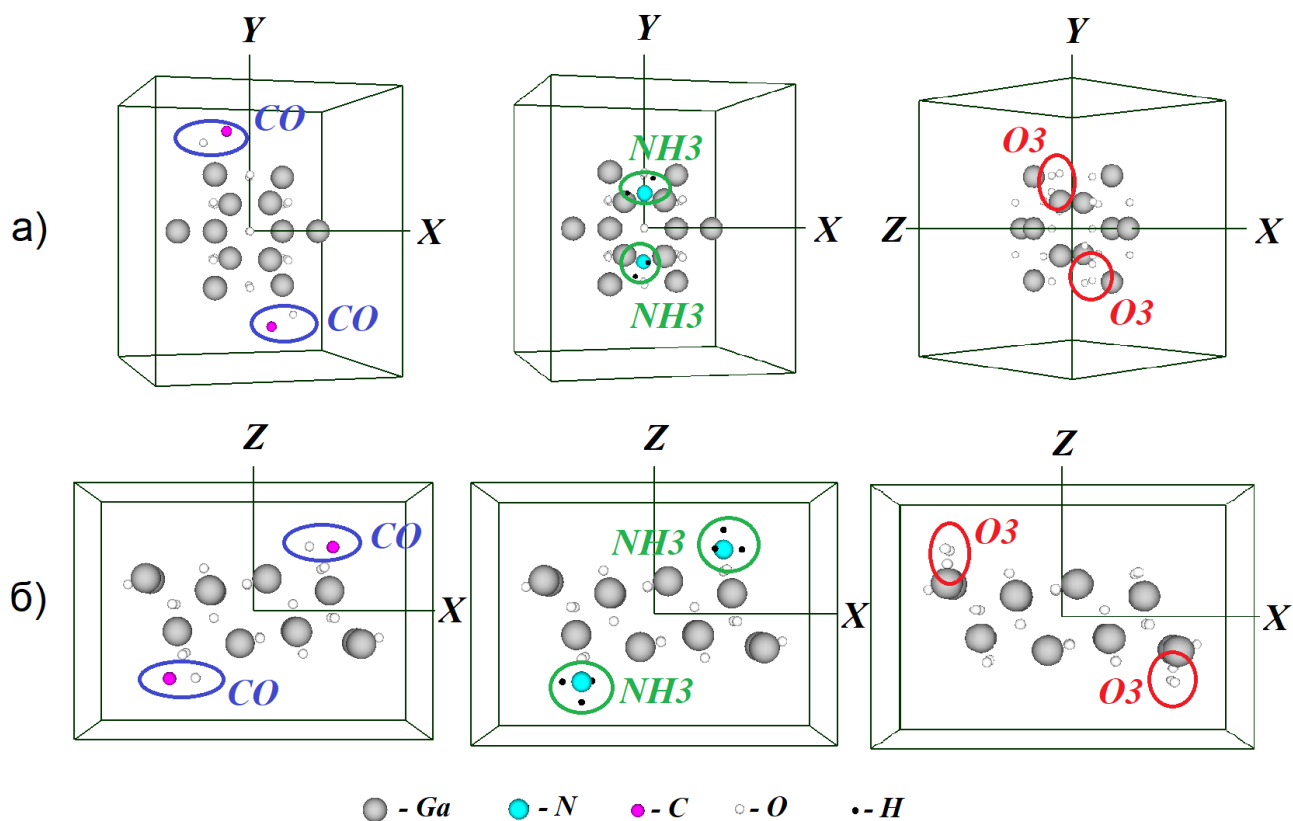 Y Y Y
CO NH3 O3
а) X X Z X
CO NH3 O3
Z Z Z
CO NH3 O3
б) X X X
CO NH3 O3
- Ga - N - C - O - H